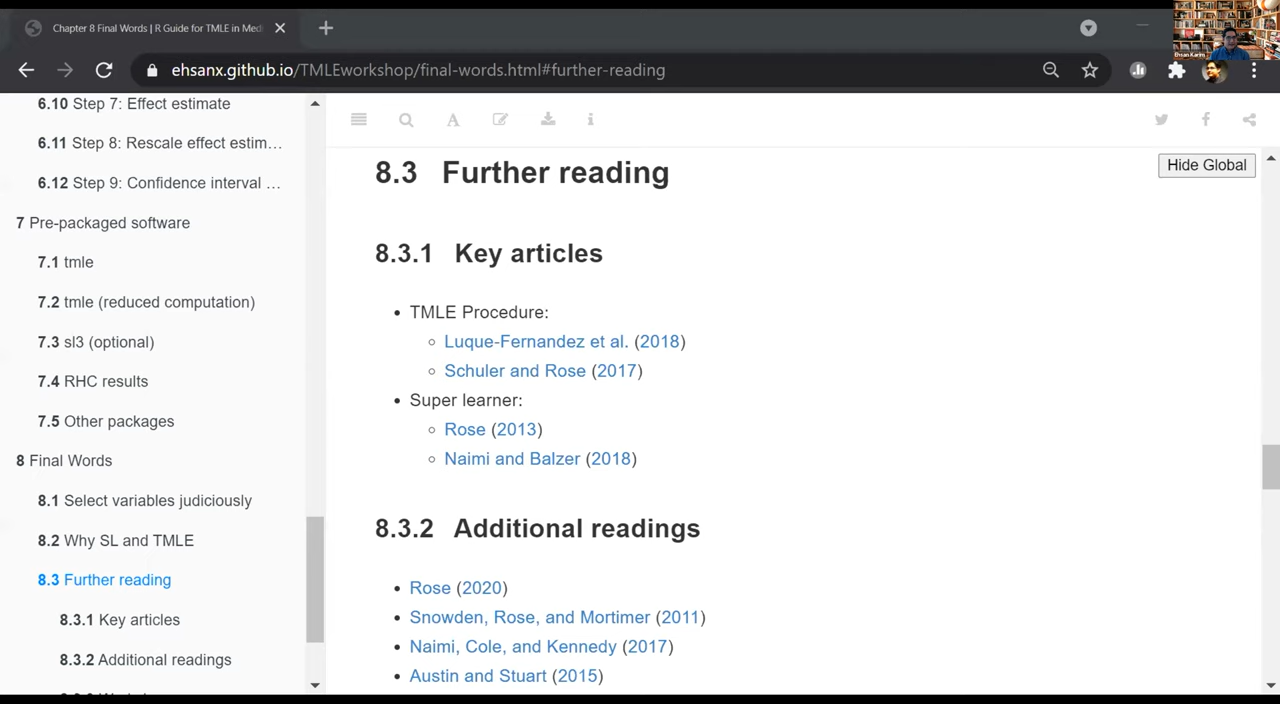 Chapter 8 Final Words | R Guide for TMLE in Medi
ehsanx.github.io/TMLEworkshop/final-words.html#further-reading
Ehsan Karim
6.10 Step 7: Effect estimate
6.11 Step 8: Rescale effect estim…
6.12 Step 9: Confidence interval …
7 Pre-packaged software
7.1 tmle
7.2 tmle (reduced computation)
7.3 sl3 (optional)
7.4 RHC results
7.5 Other packages
8 Final Words
8.1 Select variables judiciously
8.2 Why SL and TMLE
8.3 Further reading
8.3.1 Key articles
8.3.2 Additional readings
Hide Global
8.3 Further reading
8.3.1 Key articles
• TMLE Procedure:
○ Luque-Fernandez et al. (2018)
○ Schuler and Rose (2017)
• Super learner:
○ Rose (2013)
○ Naimi and Balzer (2018)
8.3.2 Additional readings
• Rose (2020)
• Snowden, Rose, and Mortimer (2011)
• Naimi, Cole, and Kennedy (2017)
• Austin and Stuart (2015)